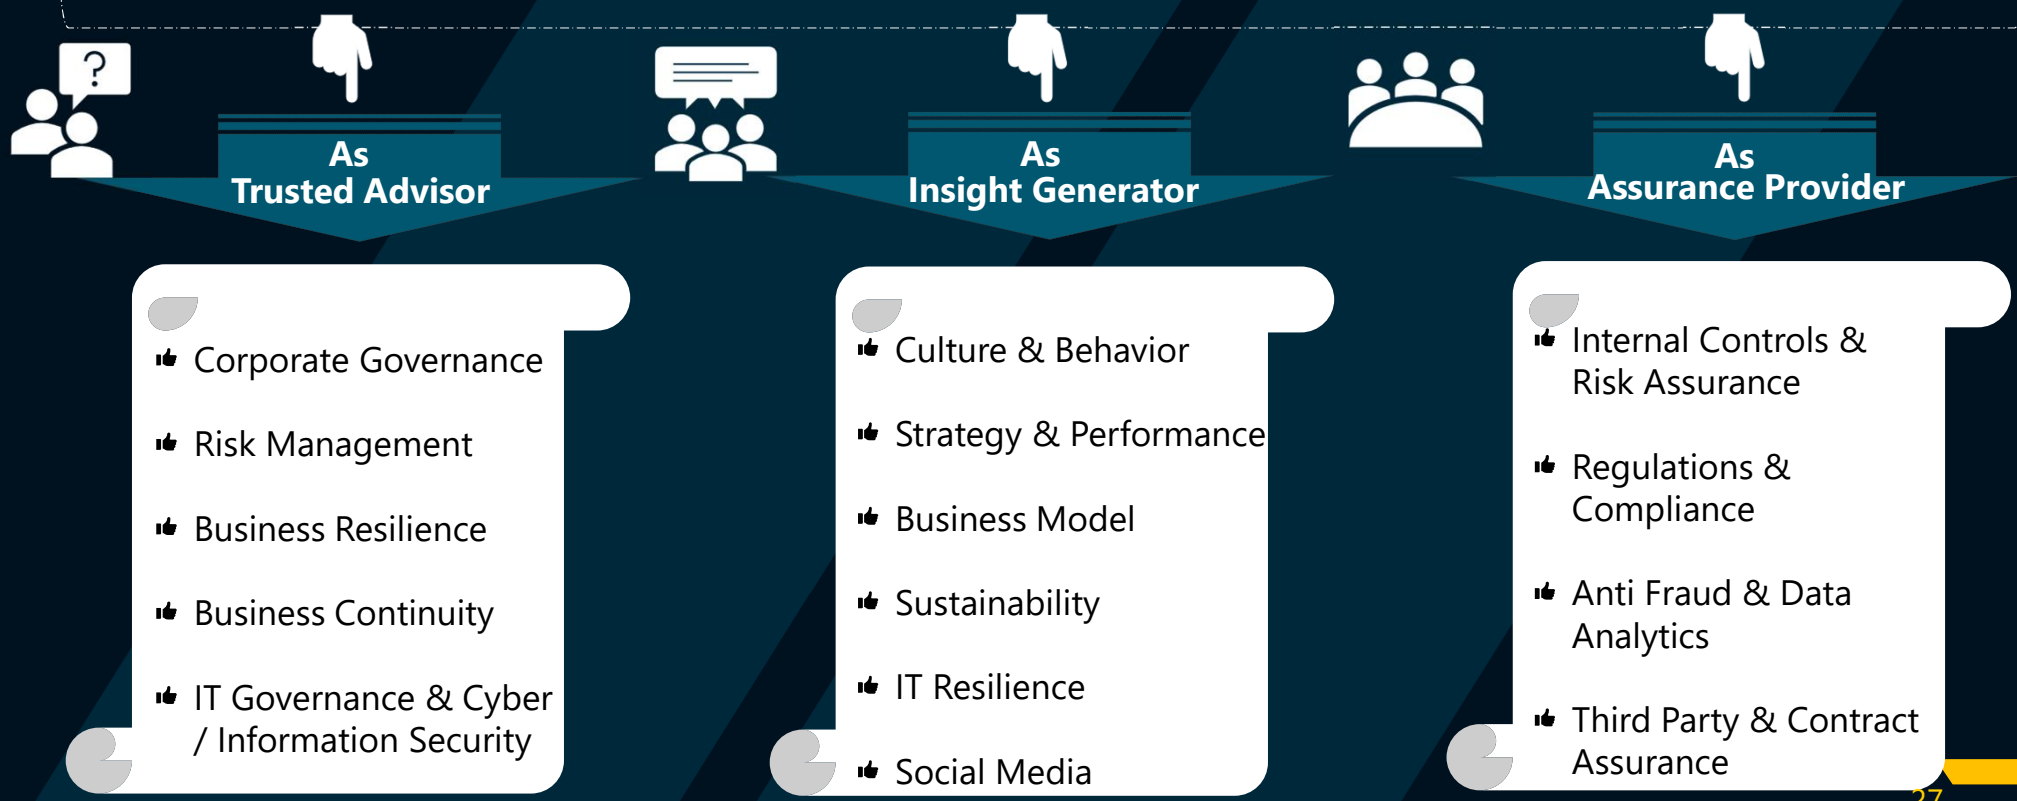 ?
As
Trusted Advisor
As
Insight Generator
As
Assurance Provider
Corporate Governance
Risk Management
Business Resilience
Business Continuity
IT Governance & Cyber
/ Information Security
Culture & Behavior
Strategy & Performance
Business Model
Sustainability
IT Resilience
Social Media
Internal Controls &
Risk Assurance
Regulations &
Compliance
Anti Fraud & Data
Analytics
Third Party & Contract
Assurance
27